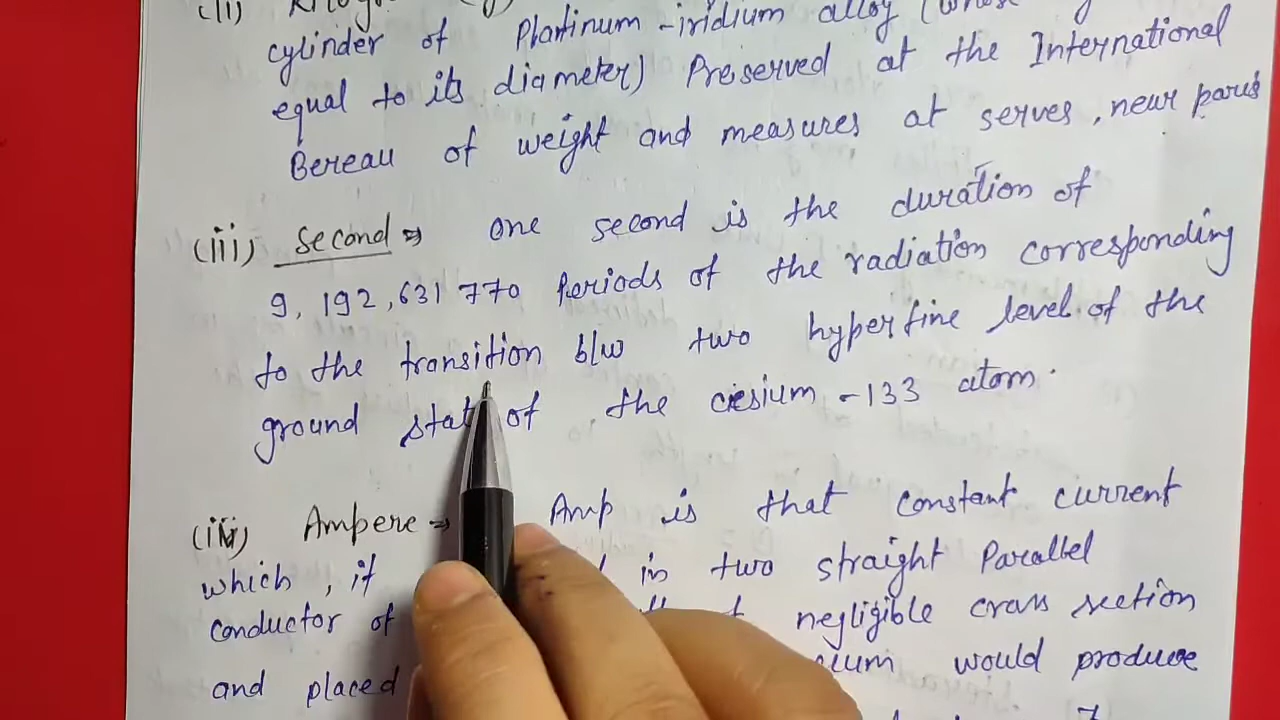 (ii)
cylinder of Platinum - iridium alloy (whose
equal to its diameter) Preserved at the International
Bereau of weight and measures at serves, near paris
(iii) Second ⇒ one second is the duration of
9, 192,631 770 Periods of the radiation corresponding
to the transition b/w two hyperfine level of the
ground stat of the cesium - 133 atom.
(iv) Ampere ⇒ Amp is that constant current
which, if in two straight Parallel
conductor of negligible cross section
and placed would produce